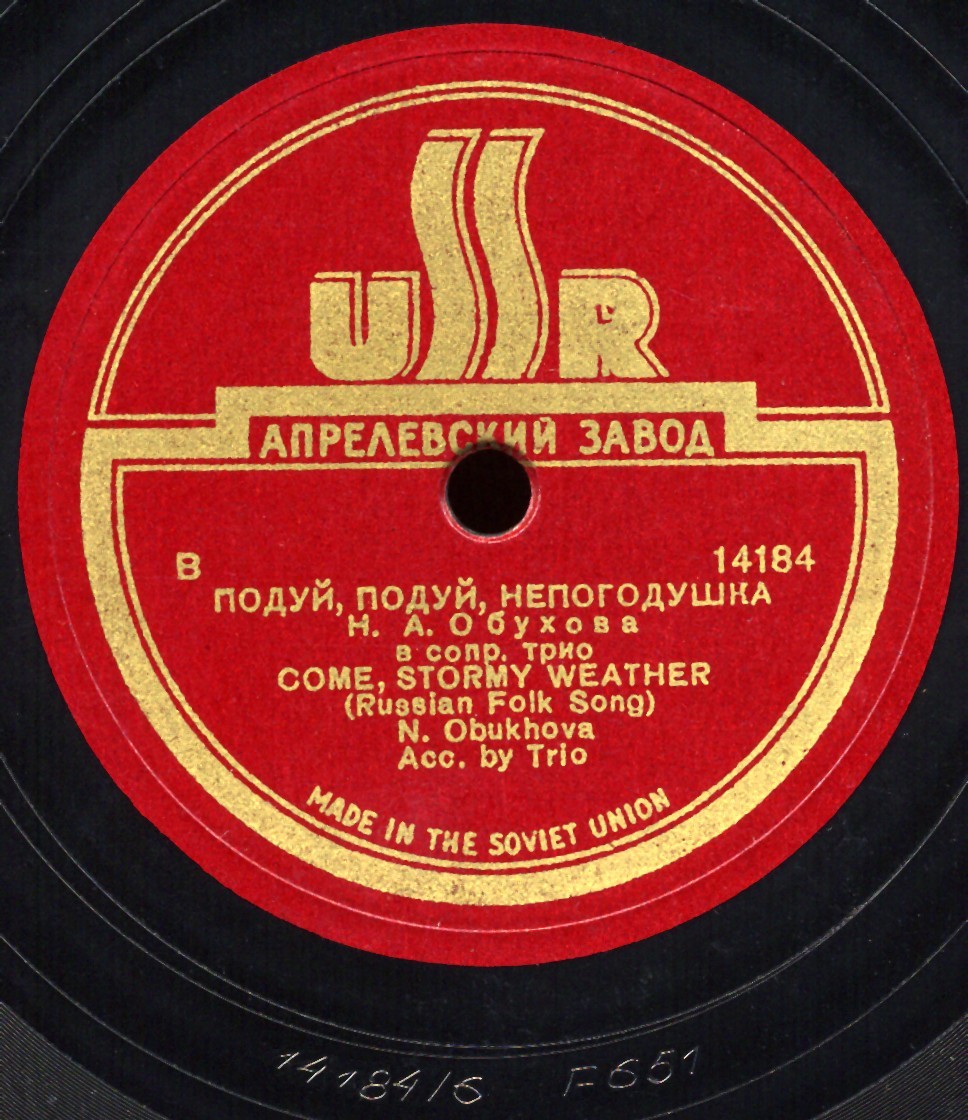 USSR
АПРЕЛЕВСКИЙ ЗАВОД
В 14184
ПОДУЙ, ПОДУЙ, НЕПОГОДУШКА
Н. А. Обухова
в сопр. трио
COME, STORMY WEATHER
(Russian Folk Song)
N. Obukhova
Acc. by Trio
MADE IN THE SOVIET UNION
14184/6 F651